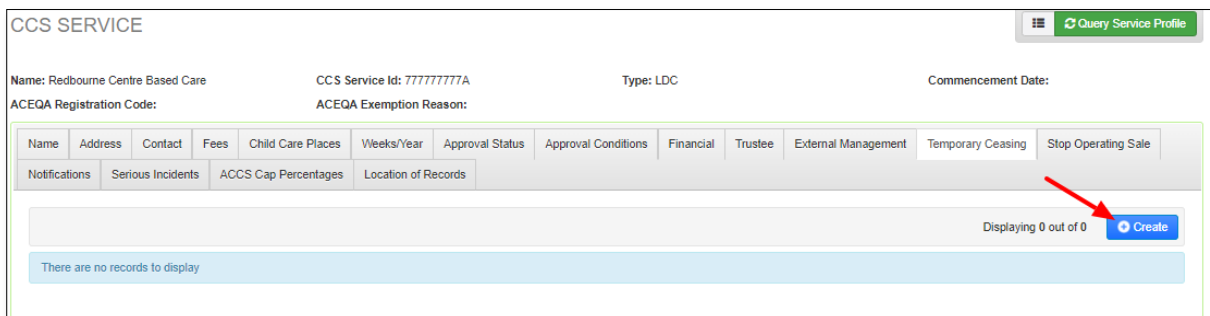 CCS SERVICE
Query Service Profile
Name: Redbourne Centre Based Care CCS Service Id: 777777777A Type: LDC Commencement Date:
ACEQA Registration Code: ACEQA Exemption Reason:
Name Address Contact Fees Child Care Places Weeks/Year Approval Status Approval Conditions Financial Trustee External Management Temporary Ceasing Stop Operating Sale
Notifications Serious Incidents ACCS Cap Percentages Location of Records
Displaying 0 out of 0 Create
There are no records to display